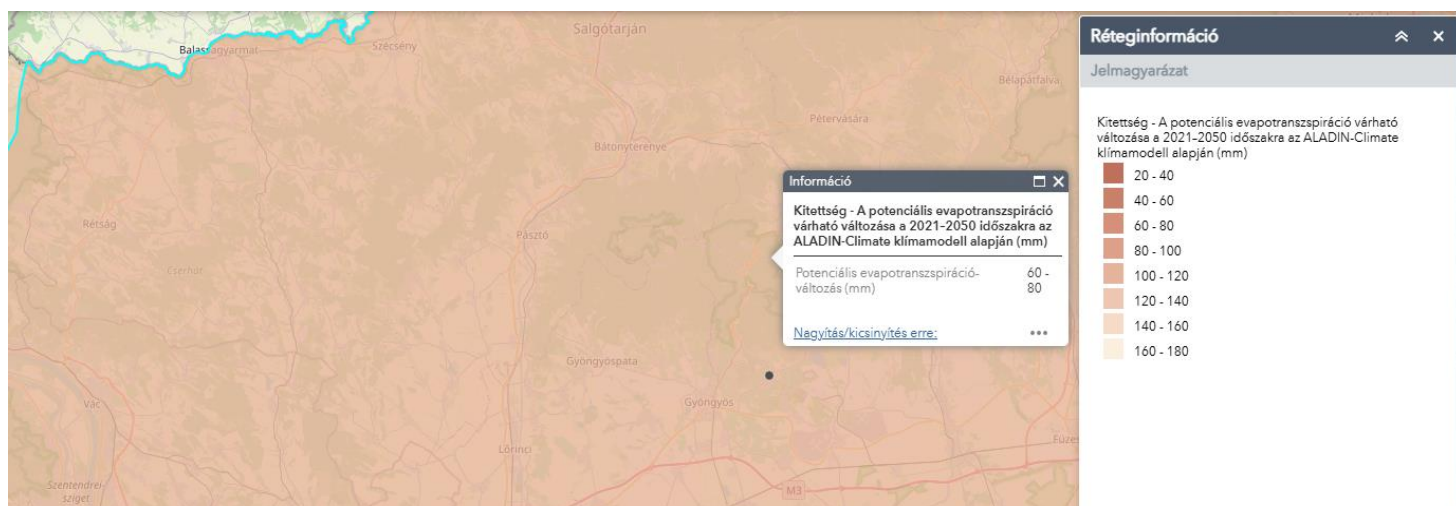 Balassagyarmat
Szécsény
Salgótarján
Bélapátfalva
Pétervására
Bátonyterenye
Rétság
Pásztó
Cserhát
Gyöngyöspata
Vác
Gyöngyös
Lőrinci
Füzes
Szentendrei
sziget
M3
Információ
Kitettség - A potenciális evapotranszspiráció
várható változása a 2021-2050 időszakra az
ALADIN-Climate klímamodell alapján (mm)
Potenciális evapotranszspiráció-
változás (mm)
60 -
80
Nagyítás/kicsinyítés erre:
Réteginformáció
Jelmagyarázat
Kitettség - A potenciális evapotranszspiráció várható
változása a 2021–2050 időszakra az ALADIN-Climate
klímamodell alapján (mm)
20 - 40
40 - 60
60 - 80
80 - 100
100 - 120
120 - 140
140 - 160
160 - 180